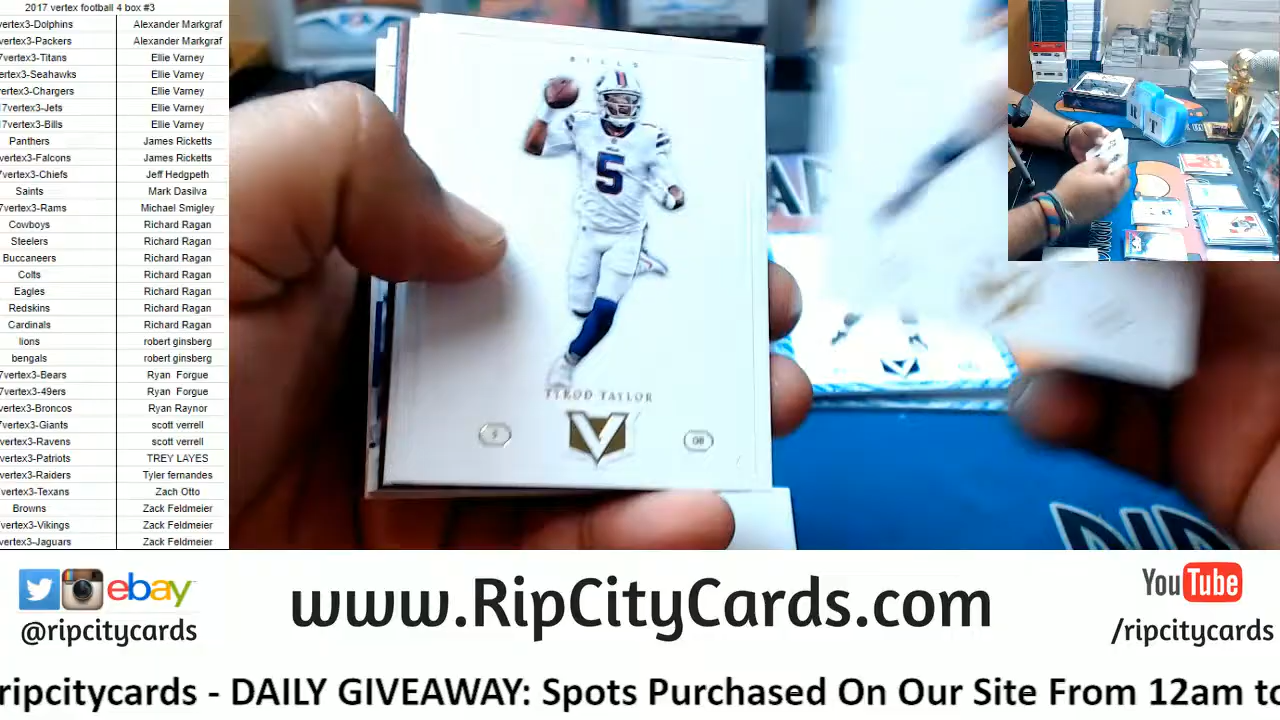 2017 vertex football 4 box #3
vertex3-Dolphins Alexander Markgraf
vertex3-Packers Alexander Markgraf
7vertex3-Titans Ellie Varney
ertex3-Seahawks Ellie Varney
ertex3-Chargers Ellie Varney
17vertex3-Jets Ellie Varney
17vertex3-Bills Ellie Varney
Panthers James Ricketts
vertex3-Falcons James Ricketts
7vertex3-Chiefs Jeff Hedgpeth
Saints Mark Dasilva
7vertex3-Rams Michael Smigley
Cowboys Richard Ragan
Steelers Richard Ragan
Buccaneers Richard Ragan
Colts Richard Ragan
Eagles Richard Ragan
Redskins Richard Ragan
Cardinals Richard Ragan
lions robert ginsberg
bengals robert ginsberg
7vertex3-Bears Ryan Forgue
vertex3-49ers Ryan Forgue
vertex3-Broncos Ryan Raynor
7vertex3-Giants scott verrell
vertex3-Ravens scott verrell
vertex3-Patriots TREY LAYES
vertex3-Raiders Tyler fernandes
vertex3-Texans Zach Otto
Browns Zack Feldmeier
vertex3-Vikings Zack Feldmeier
vertex3-Jaguars Zack Feldmeier
BILLS
5
TYROD TAYLOR
5 V QB
ebay
@ripcitycards
www.RipCityCards.com
YouTube
/ripcitycards
ripcitycards - DAILY GIVEAWAY: Spots Purchased On Our Site From 12am to